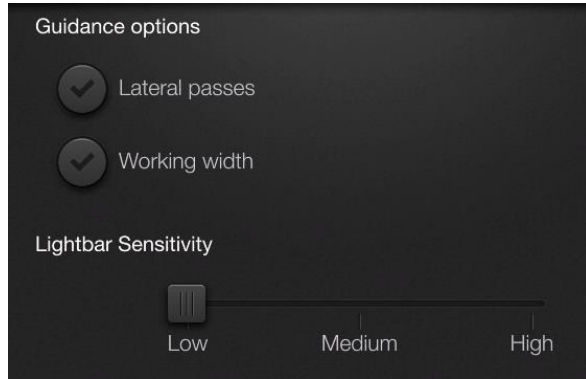 Guidance options
Lateral passes
Working width
Lightbar Sensitivity
Low Medium High